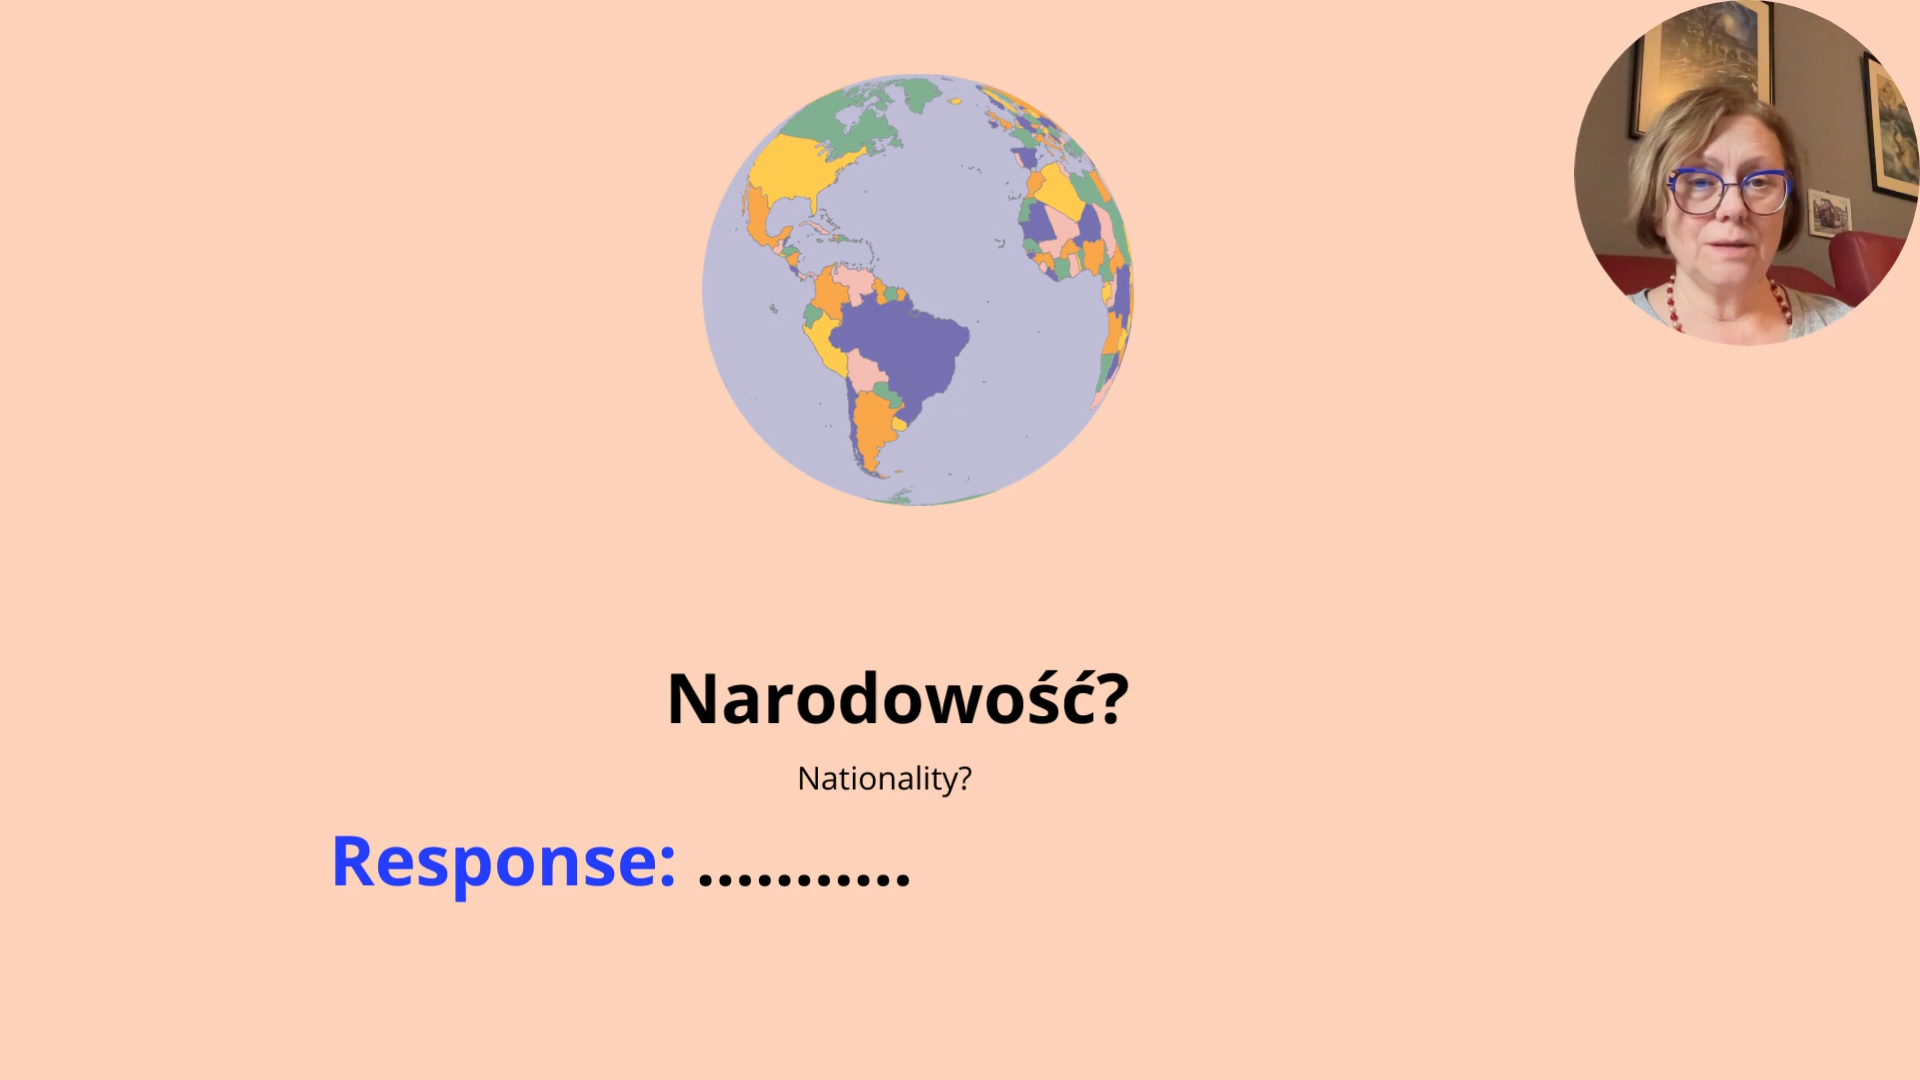 Narodowość?
Nationality?
Response: ...........